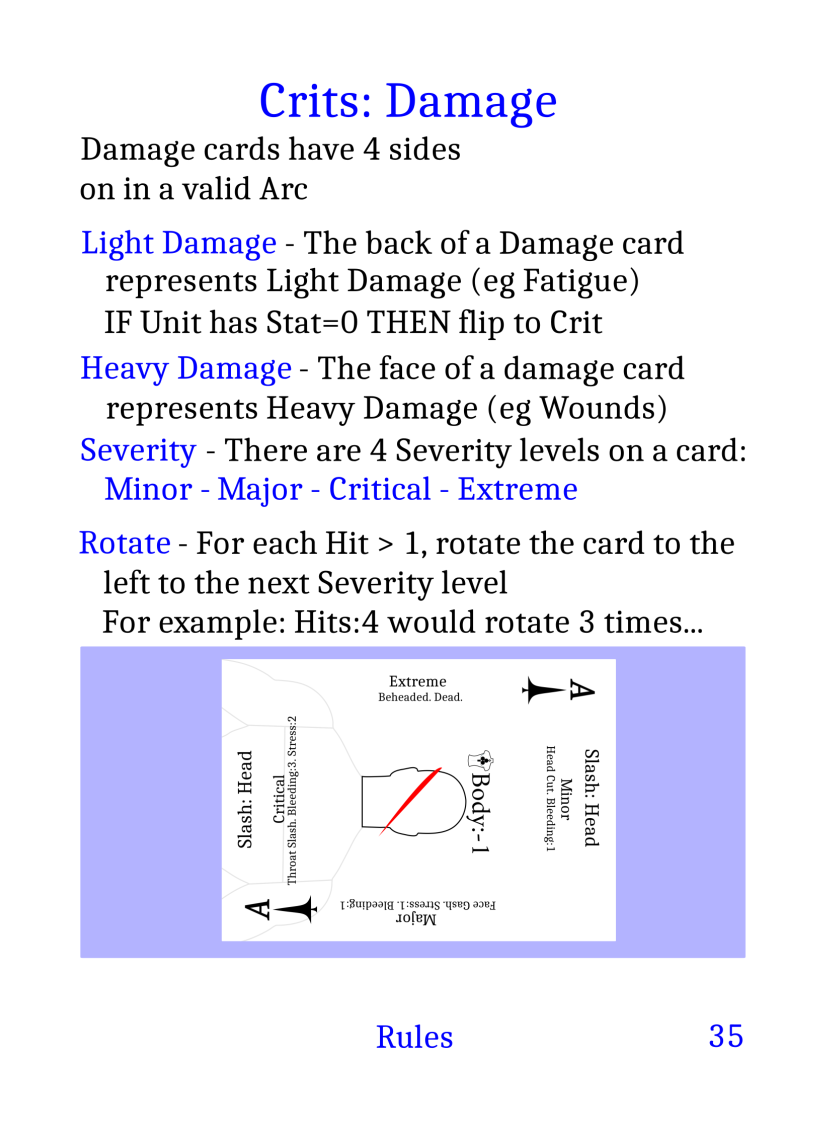 Crits: Damage
Damage cards have 4 sides
on in a valid Arc
Light Damage - The back of a Damage card
represents Light Damage (eg Fatigue)
IF Unit has Stat=0 THEN flip to Crit
Heavy Damage - The face of a damage card
represents Heavy Damage (eg Wounds)
Severity - There are 4 Severity levels on a card:
Minor - Major - Critical - Extreme
Rotate - For each Hit > 1, rotate the card to the
left to the next Severity level
For example: Hits:4 would rotate 3 times...
Extreme
Beheaded. Dead.
A
Slash: Head
Critical
Throat Slash. Bleeding:3. Stress:2
A
Body:-1
Slash: Head
Minor
Head Cut. Bleeding:1
Major
Face Gash. Stress:1. Bleeding:1
Rules
35